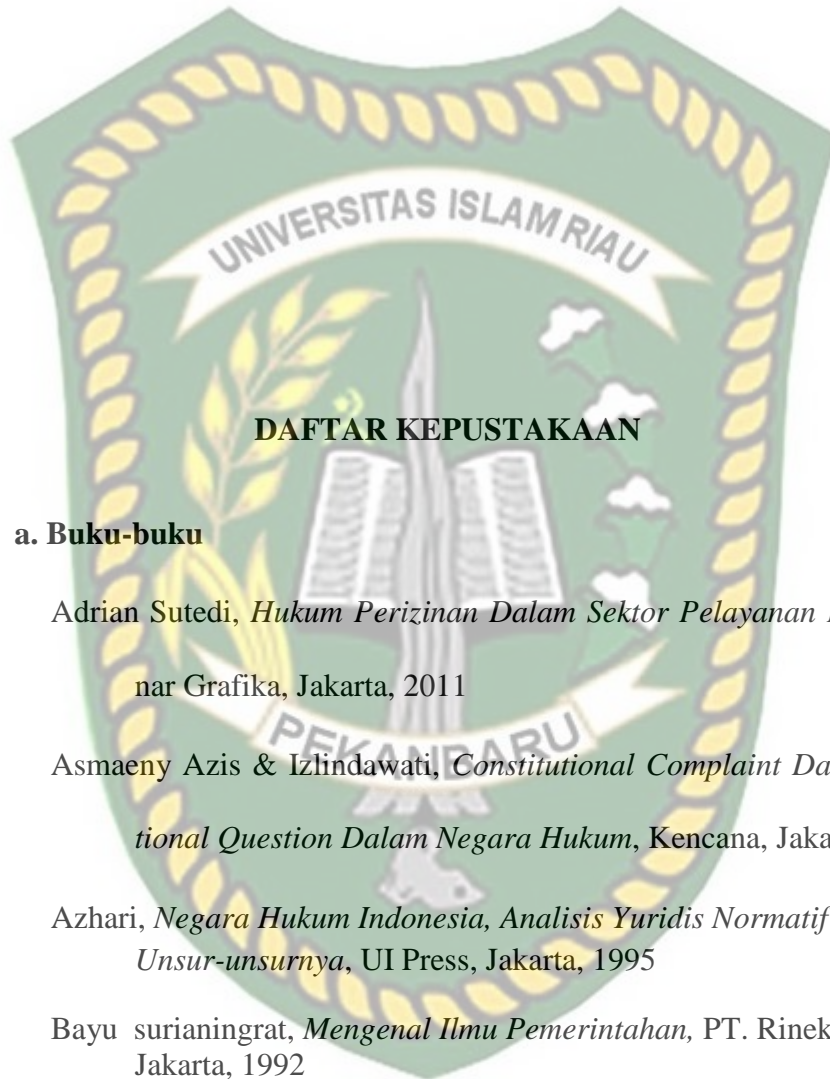 UNIVERSITAS ISLAM RIAU
DAFTAR KEPUSTAKAAN
a. Buku-buku
Adrian Sutedi, Hukum Perizinan Dalam Sektor Pelayanan
nar Grafika, Jakarta, 2011
PEKANBARU
Asmaeny Azis & Izlindawati, Constitutional Complaint Da
tional Question Dalam Negara Hukum, Kencana, Jaka
Azhari, Negara Hukum Indonesia, Analisis Yuridis Normatif
Unsur-unsurnya, UI Press, Jakarta, 1995
Bayu surianingrat, Mengenal Ilmu Pemerintahan, PT. Rinek
Jakarta, 1992